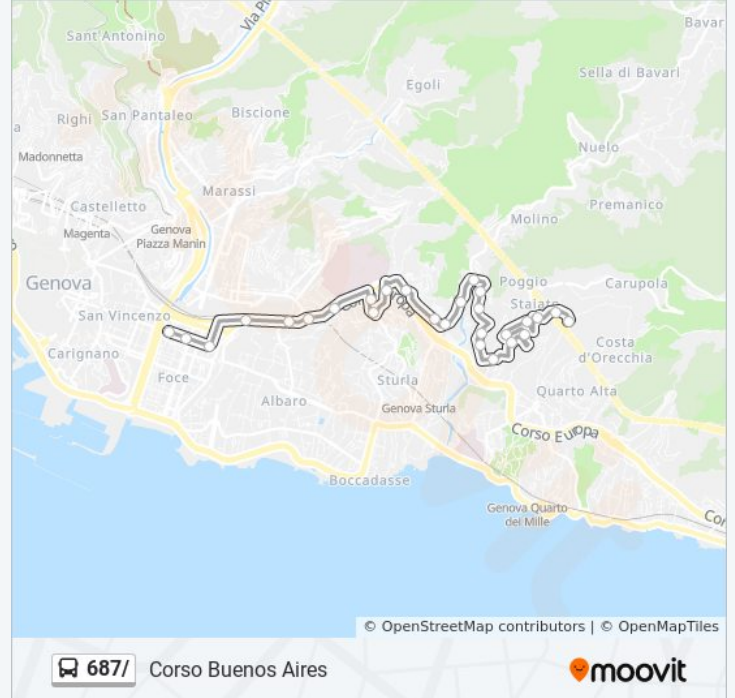 Via Pi
Bavar
Sant'Antonino
Sella di Bavari
Egoli
Righi
San Pantaleo
Biscione
a
Nuelo
Madonnetta
Marassi
Premanico
Castelletto
Molino
Magenta
Genova
Piazza Manin
Genova
Poggio
Carupola
San Vincenzo
Staiato
Costa
d'Orecchia
Carignano
Foce
Sturla
Quarto Alta
Albaro
Genova Sturla
Corso Europa
Boccadasse
Genova Quarto
dei Mille
Cor
© OpenStreetMap contributors | © OpenMapTiles
687/ Corso Buenos Aires
moovit